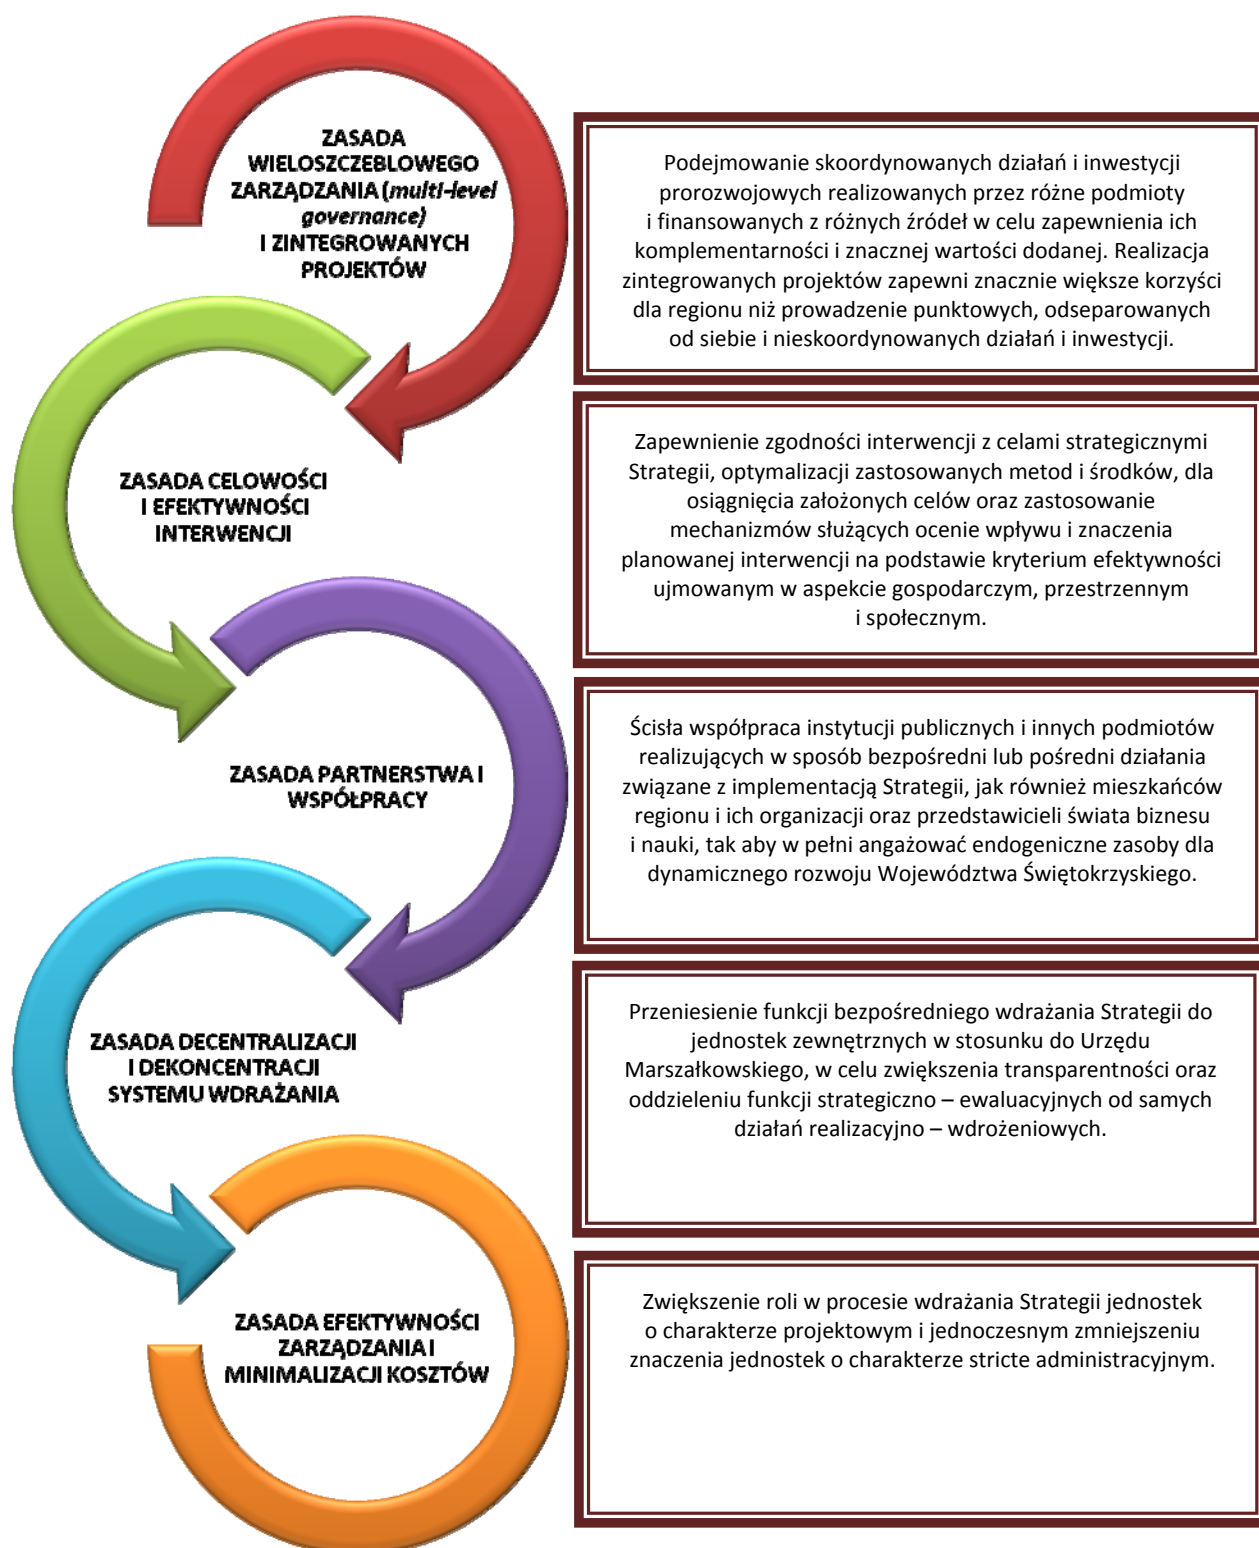 ZASADA
WIELOSZCZEBLOWEGO
ZARZĄDZANIA (multi-level
governance)
I ZINTEGROWANYCH
PROJEKTÓW
Podejmowanie skoordynowanych działań i inwestycji
prorozwojowych realizowanych przez różne podmioty
i finansowanych z różnych źródeł w celu zapewnienia ich
komplementarności i znacznej wartości dodanej. Realizacja
zintegrowanych projektów zapewni znacznie większe korzyści
dla regionu niż prowadzenie punktowych, odseparowanych
od siebie i nieskoordynowanych działań i inwestycji.
ZASADA CELOWOŚCI
I EFEKTYWNOŚCI
INTERWENCJI
Zapewnienie zgodności interwencji z celami strategicznymi
Strategii, optymalizacji zastosowanych metod i środków, dla
osiągnięcia założonych celów oraz zastosowanie
mechanizmów służących ocenie wpływu i znaczenia
planowanej interwencji na podstawie kryterium efektywności
ujmowanym w aspekcie gospodarczym, przestrzennym
i społecznym.
ZASADA PARTNERSTWA I
WSPÓŁPRACY
Ścisła współpraca instytucji publicznych i innych podmiotów
realizujących w sposób bezpośredni lub pośredni działania
związane z implementacją Strategii, jak również mieszkańców
regionu i ich organizacji oraz przedstawicieli świata biznesu
i nauki, tak aby w pełni angażować endogeniczne zasoby dla
dynamicznego rozwoju Województwa Świętokrzyskiego.
ZASADA DECENTRALIZACJI
I DEKONCENTRACJI
SYSTEMU WDRAŻANIA
Przeniesienie funkcji bezpośredniego wdrażania Strategii do
jednostek zewnętrznych w stosunku do Urzędu
Marszałkowskiego, w celu zwiększenia transparentności oraz
oddzieleniu funkcji strategiczno – ewaluacyjnych od samych
działań realizacyjno – wdrożeniowych.
ZASADA EFEKTYWNOŚCI
ZARZĄDZANIA I
MINIMALIZACJI KOSZTÓW
Zwiększenie roli w procesie wdrażania Strategii jednostek
o charakterze projektowym i jednoczesnym zmniejszeniu
znaczenia jednostek o charakterze stricte administracyjnym.